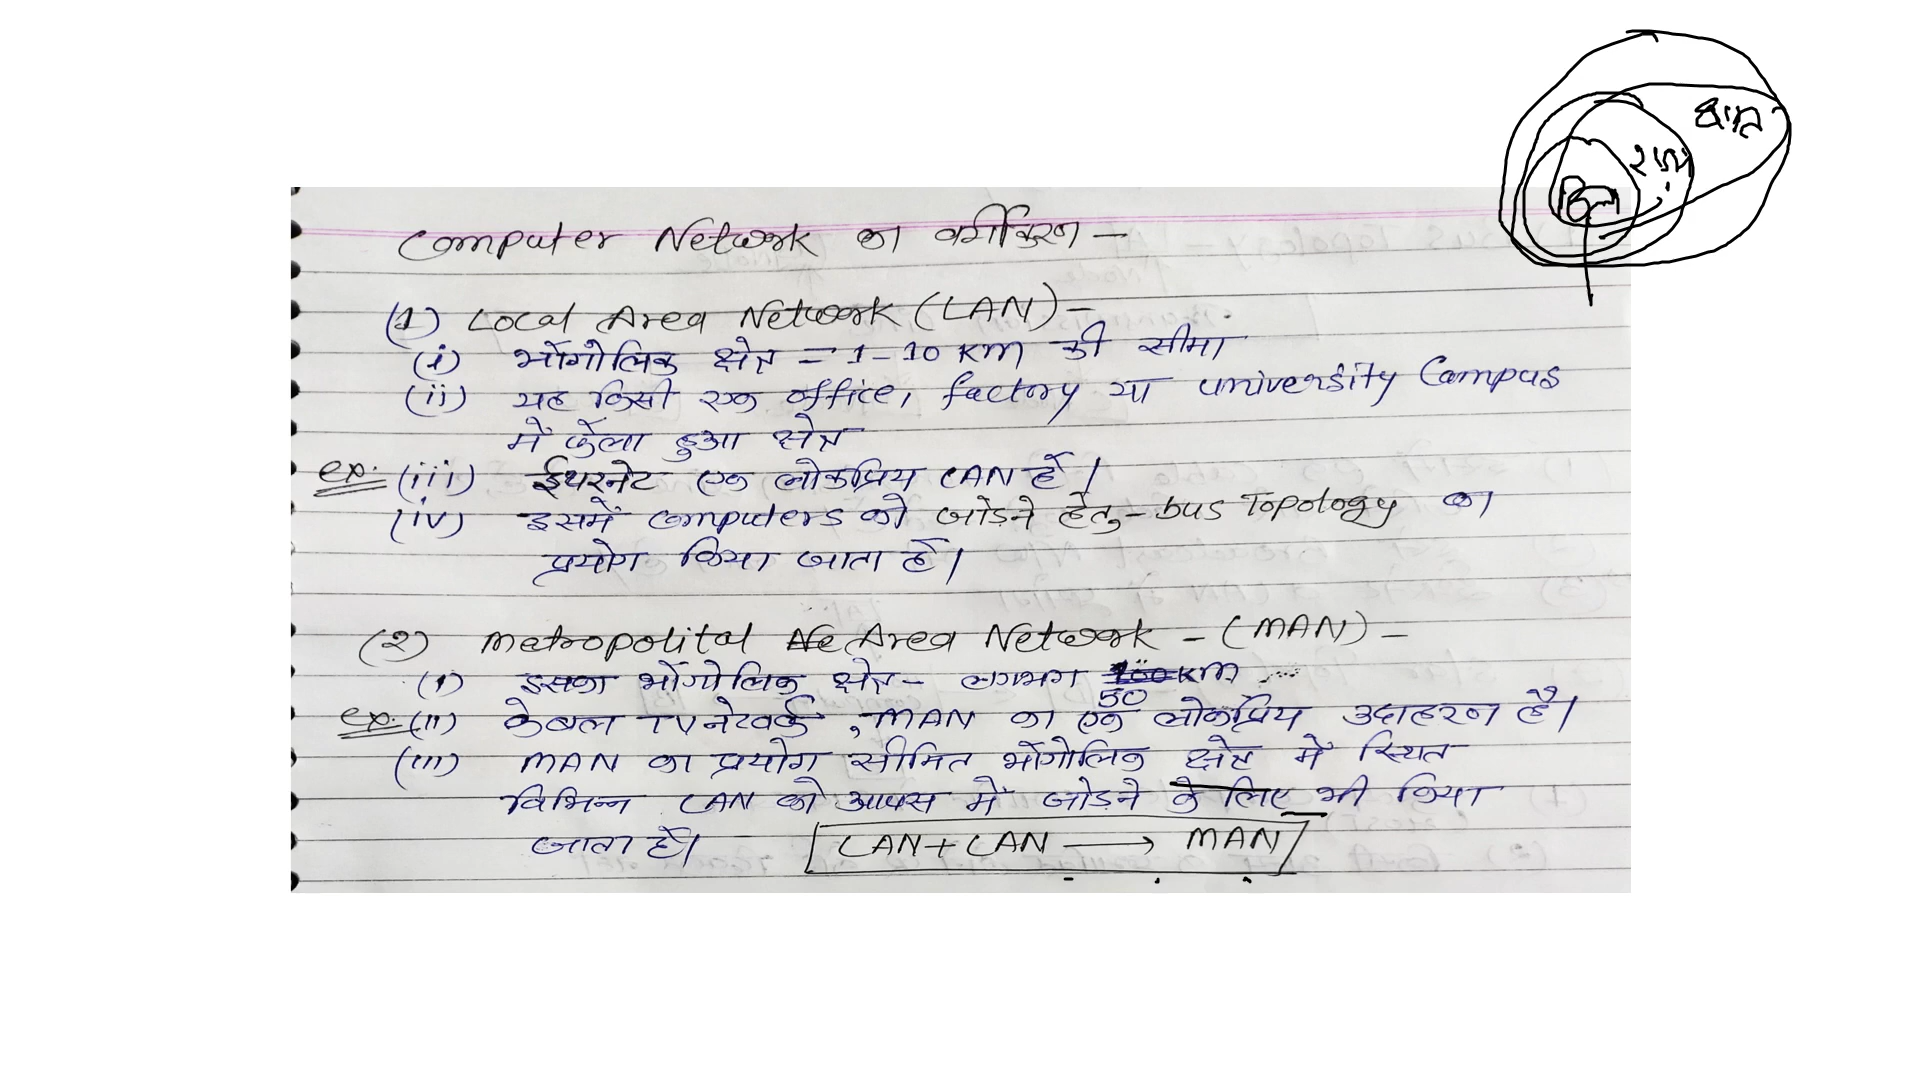 Computer Network का वर्गीकरण –
(1) Local Area Network (LAN) –
(i) भौगोलिक क्षेत्र = 1 – 10 KM की सीमा
(ii) यह किसी एक office, factory या university Campus
में फैला हुआ क्षेत्र
ex. (iii) ईथरनेट एक लोकप्रिय LAN है।
(iv) इसमें computers को जोड़ने हेतु – bus Topology का
प्रयोग किया जाता है।
(2) Metropolital Area Network – (MAN) –
(i) इसका भौगोलिक क्षेत्र – लगभग 50 KM
ex. (ii) केबल TV नेटवर्क, MAN का एक लोकप्रिय उदाहरण है।
(iii) MAN का प्रयोग सीमित भौगोलिक क्षेत्र में स्थित
विभिन्न LAN को आपस में जोड़ने के लिए भी किया
जाता है। LAN + LAN → MAN